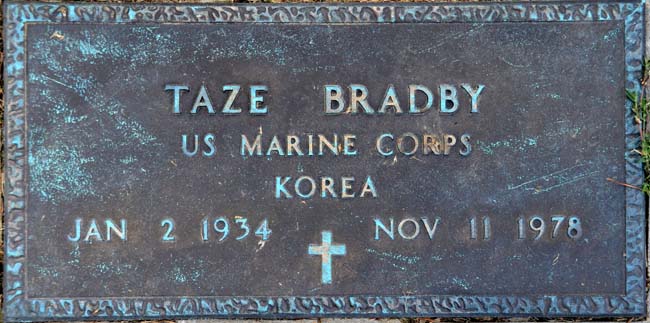 TAZE BRADBY
US MARINE CORPS
KOREA
JAN 2 1934 NOV 11 1978